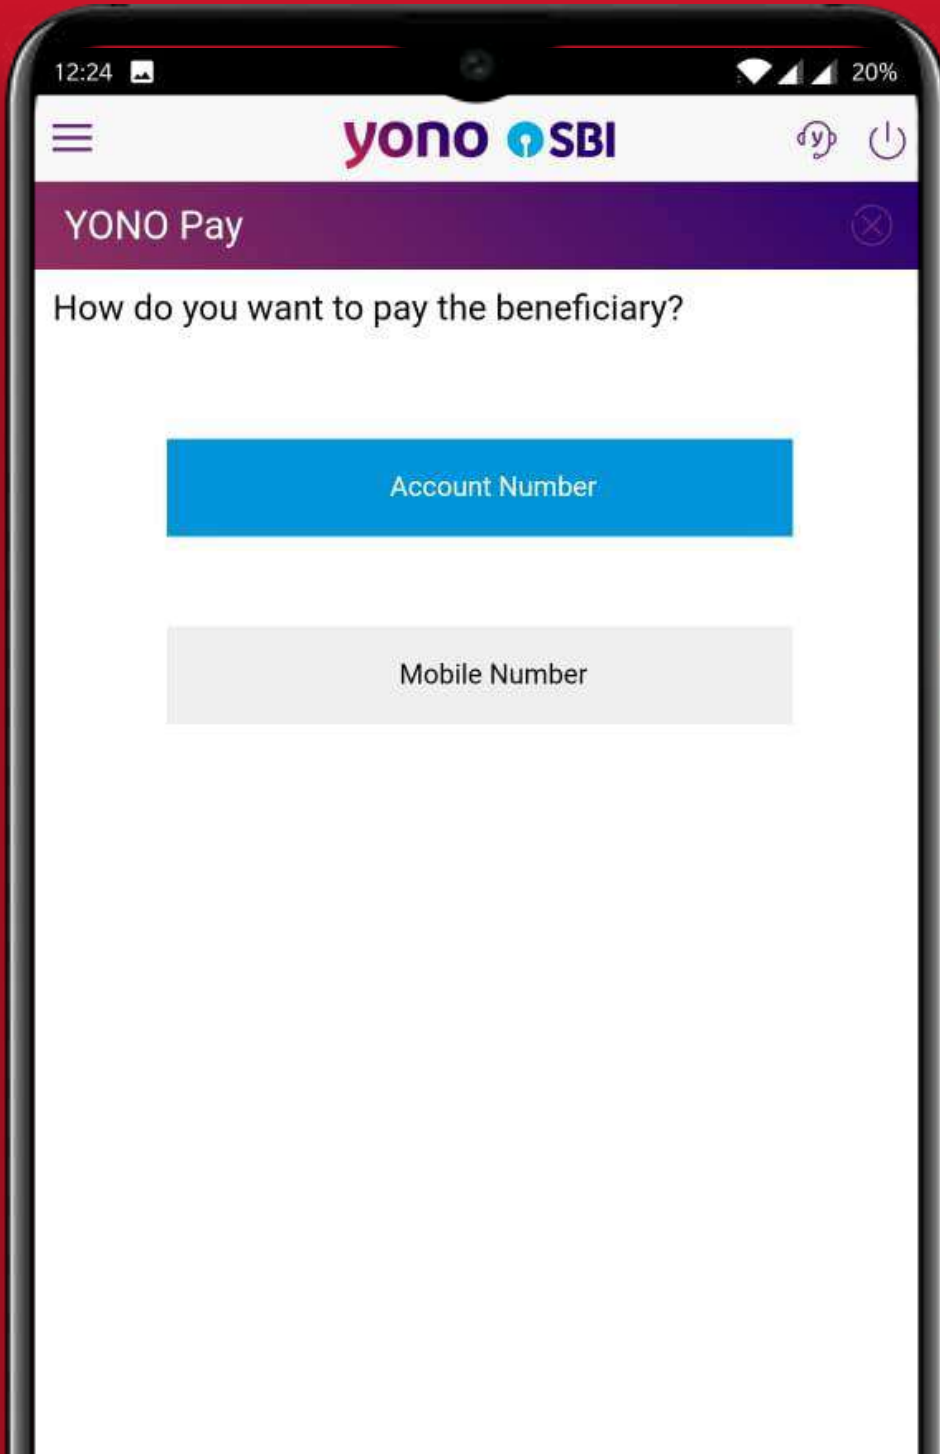 12:24 20%
yono SBI
YONO Pay
How do you want to pay the beneficiary?
Account Number
Mobile Number